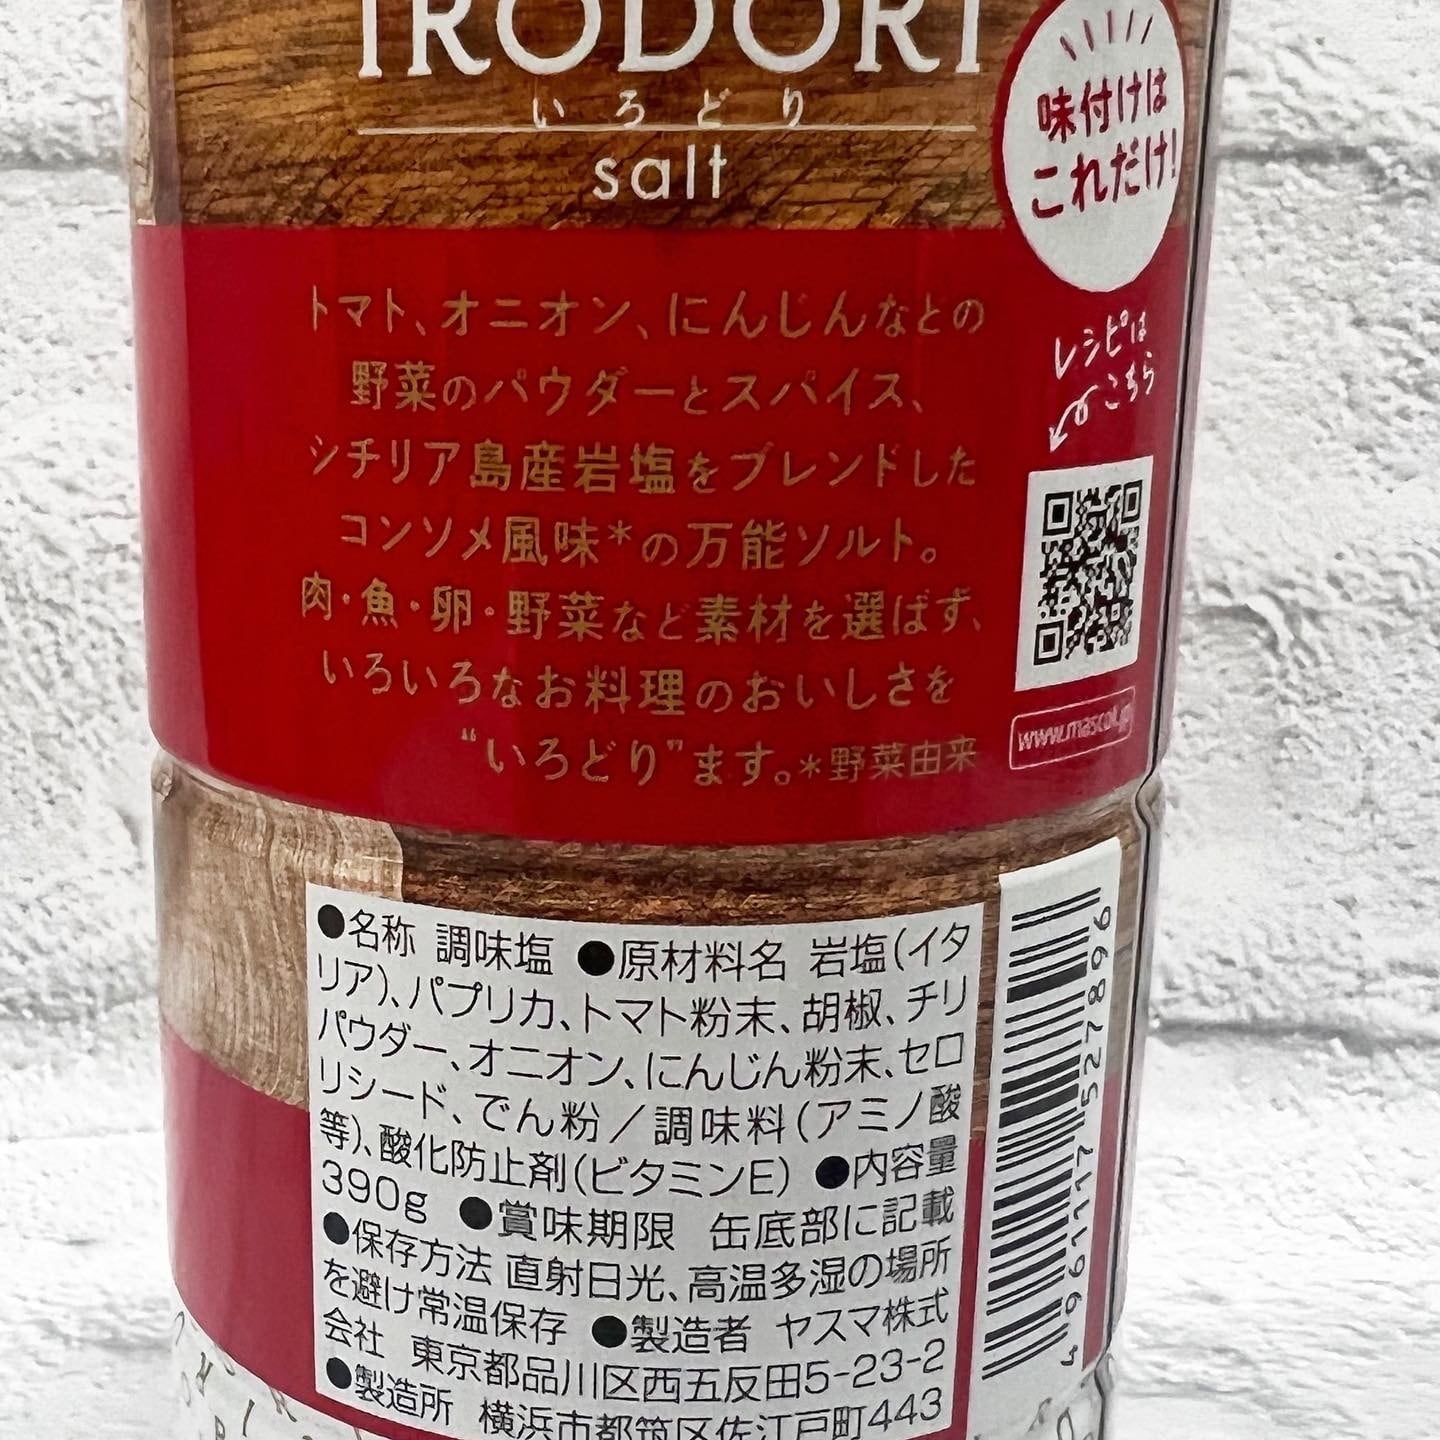 IRODORI
いろどり
salt
味付けは
これだけ!
トマト、オニオン、にんじんなどの
野菜のパウダーとスパイス、
シチリア島産岩塩をブレンドした
コンソメ風味*の万能ソルト。
肉・魚・卵・野菜など素材を選ばず、
いろいろなお料理のおいしさを
“いろどり”ます。*野菜由来
レシピは
こちら
www.mascot.jp
●名称 調味塩 ●原材料名 岩塩(イタ
リア)、パプリカ、トマト粉末、胡椒、チリ
パウダー、オニオン、にんじん粉末、セロ
リシード、でん粉/調味料(アミノ酸
等)、酸化防止剤(ビタミンE) ●内容量
390g ●賞味期限 缶底部に記載
●保存方法 直射日光、高温多湿の場所
を避け常温保存 ●製造者 ヤスマ株式
会社 東京都品川区西五反田5-23-2
●製造所 横浜市都筑区佐江戸町443
4 961117 527896